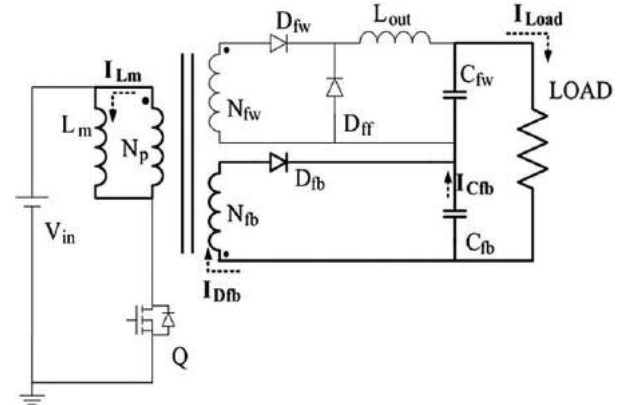 D_fw
L_out
I_Load
I_Lm
C_fw
LOAD
L_m
N_p
N_fw
D_ff
D_fb
I_Cfb
V_in
N_fb
C_fb
I_Dfb
Q